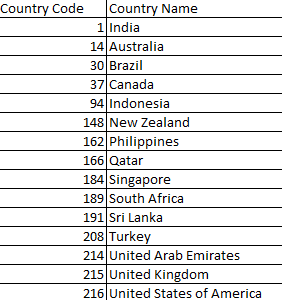 Country Code Country Name
1 India
14 Australia
30 Brazil
37 Canada
94 Indonesia
148 New Zealand
162 Philippines
166 Qatar
184 Singapore
189 South Africa
191 Sri Lanka
208 Turkey
214 United Arab Emirates
215 United Kingdom
216 United States of America